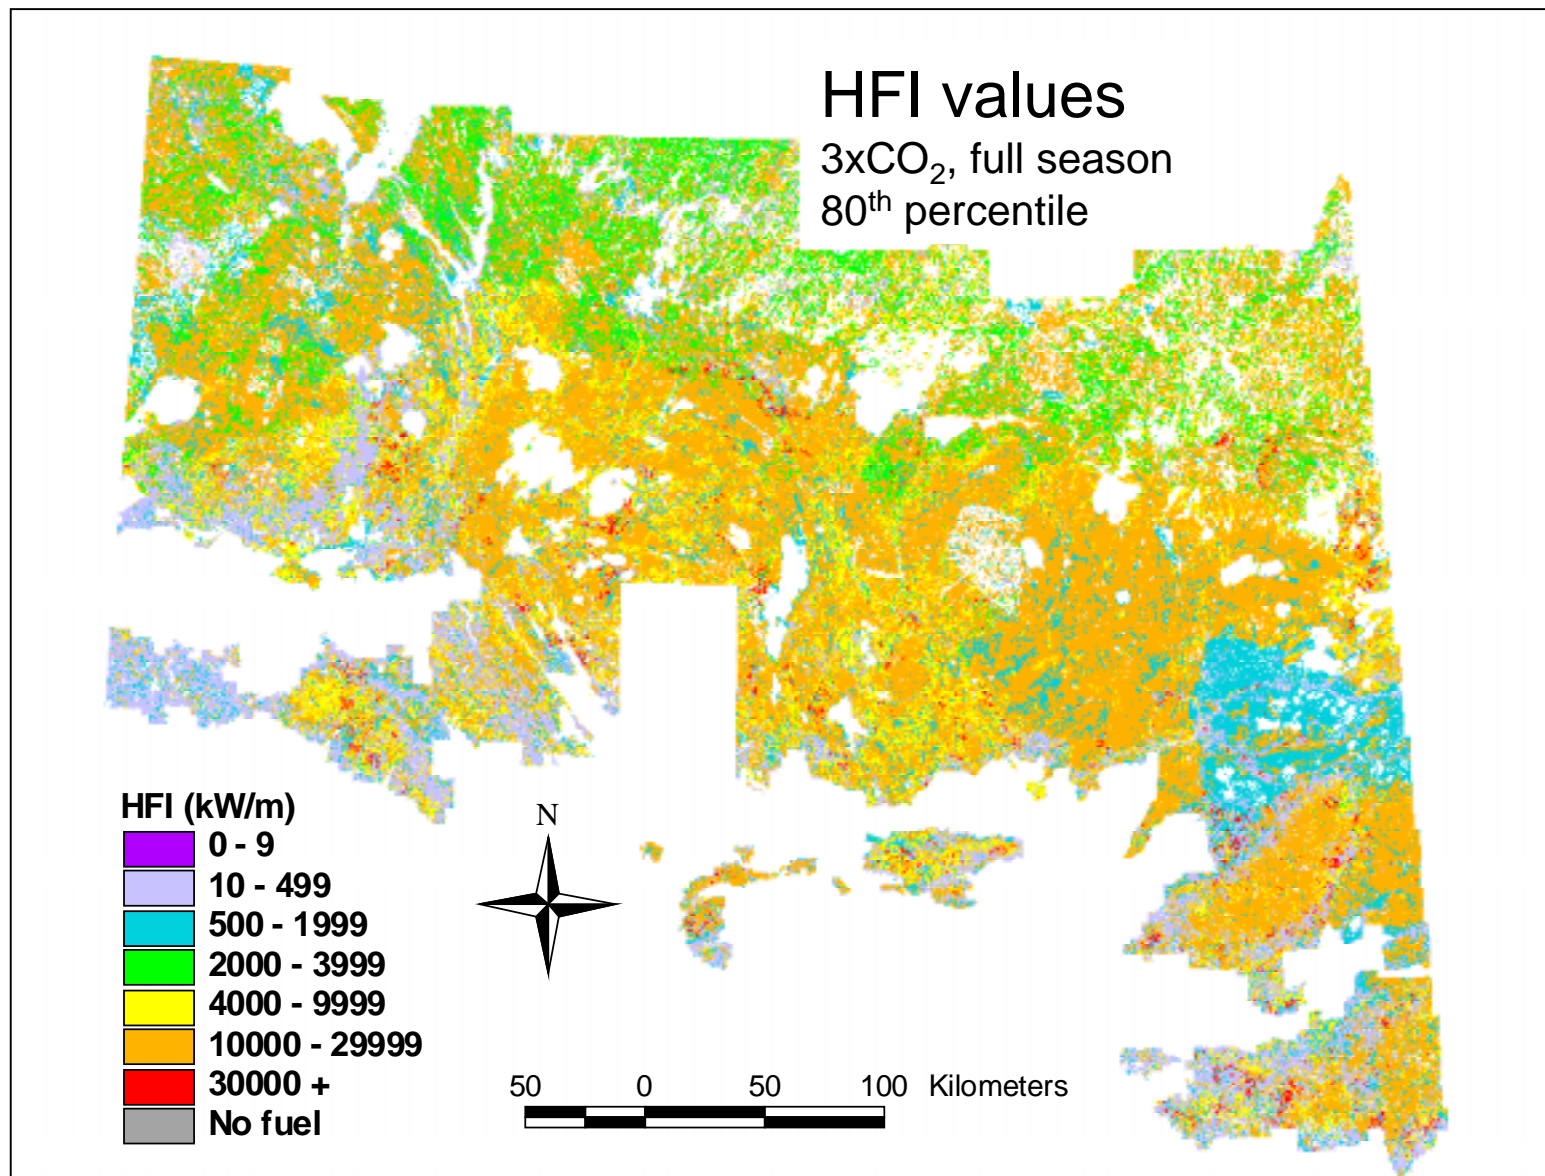 HFI values
3xCO₂, full season
80ᵗʰ percentile
HFI (kW/m)
0 - 9
10 - 499
500 - 1999
2000 - 3999
4000 - 9999
10000 - 29999
30000 +
No fuel
N
50 0 50 100 Kilometers